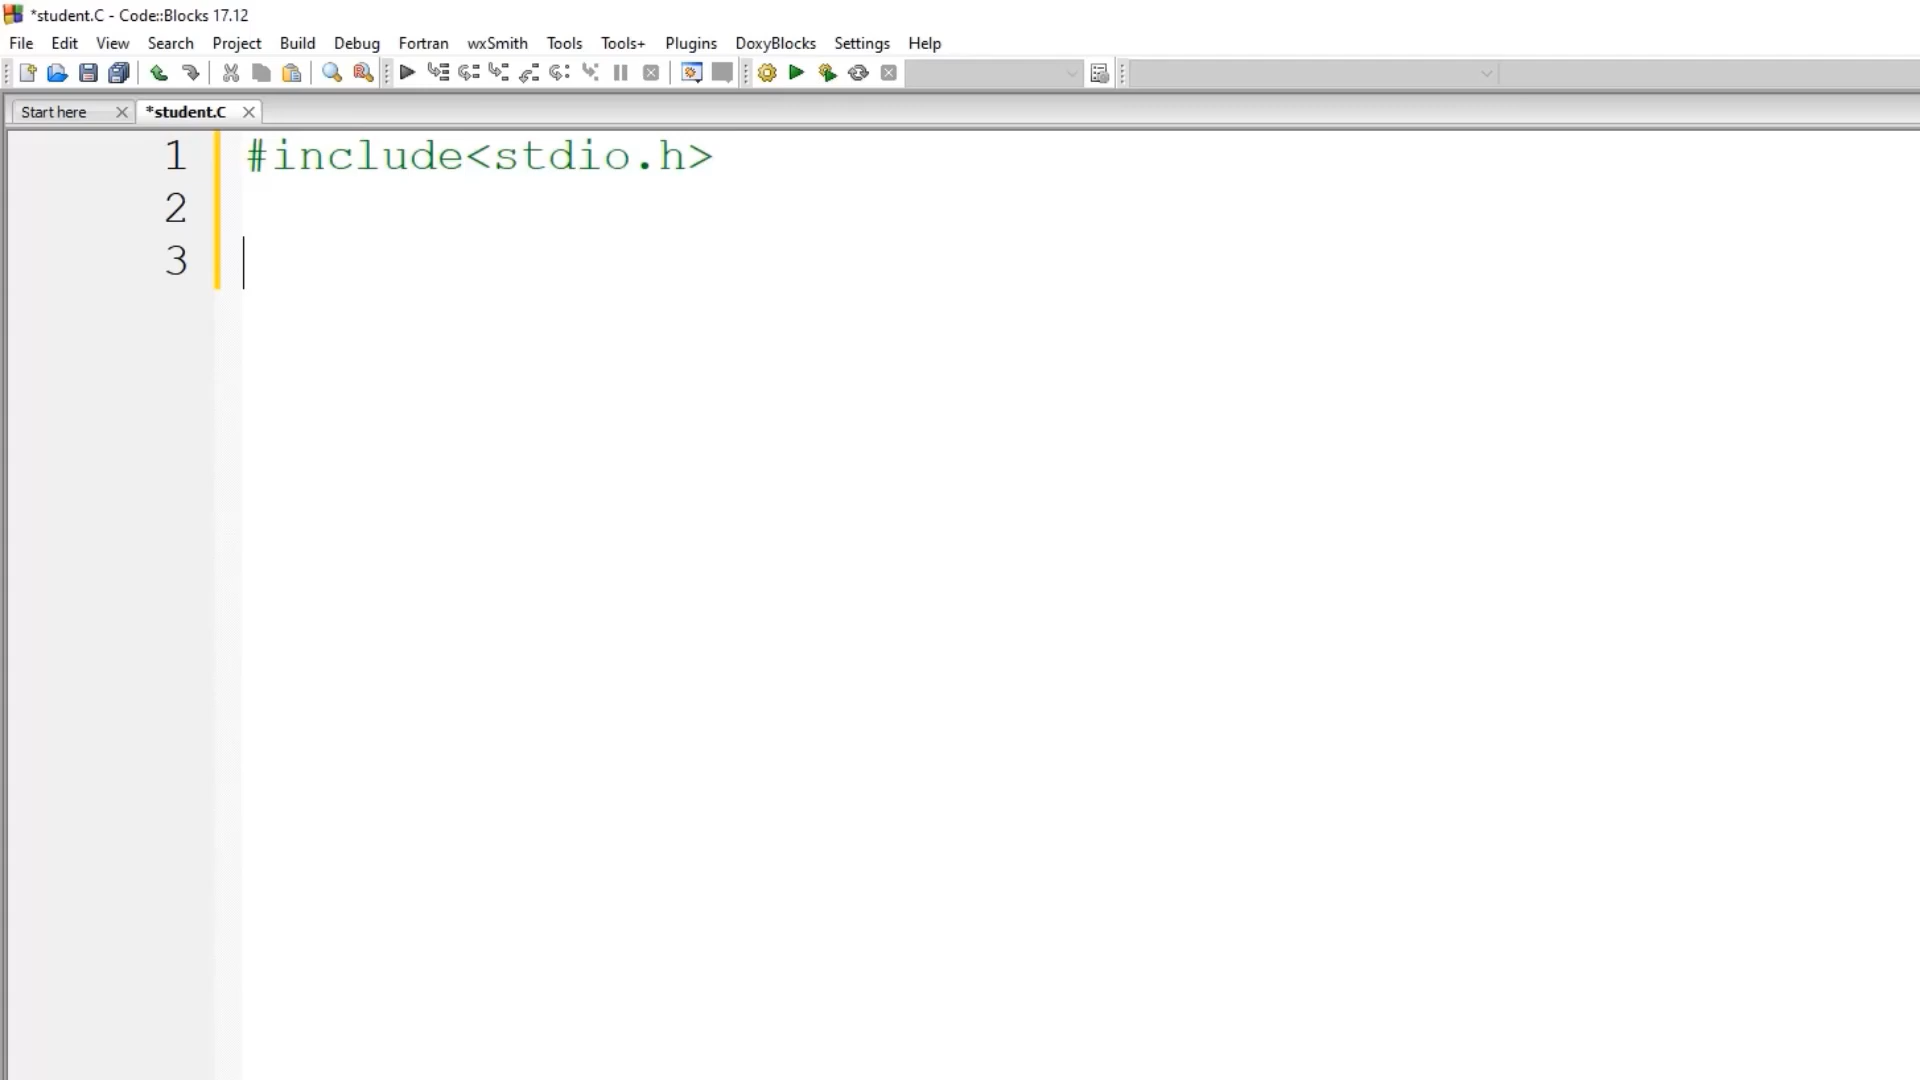 *student.C - Code::Blocks 17.12
File Edit View Search Project Build Debug Fortran wxSmith Tools Tools+ Plugins DoxyBlocks Settings Help
Start here *student.C
1 #include<stdio.h>
2
3